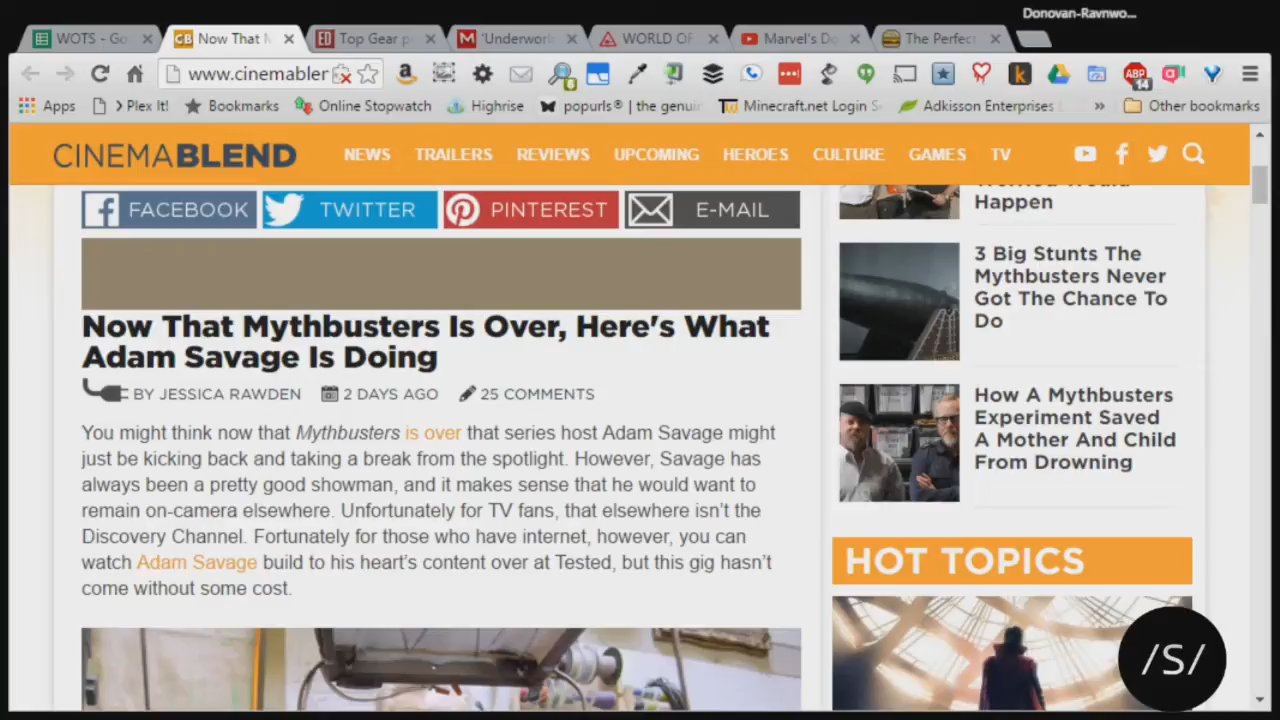 Donovan-Ravnwo...
WOTS - Go
Now That M
Top Gear p
'Underwork
WORLD OF
Marvel's De
The Perfect
www.cinemabler
Apps
> Plex It!
Bookmarks
Online Stopwatch
Highrise
popurls® | the genuin
Minecraft.net Login S
Adkisson Enterprises
»
Other bookmarks
CINEMABLEND
NEWS
TRAILERS
REVIEWS
UPCOMING
HEROES
CULTURE
GAMES
TV
FACEBOOK
TWITTER
PINTEREST
E-MAIL
Now That Mythbusters Is Over, Here's What
Adam Savage Is Doing
BY JESSICA RAWDEN
2 DAYS AGO
25 COMMENTS
You might think now that Mythbusters is over that series host Adam Savage might
just be kicking back and taking a break from the spotlight. However, Savage has
always been a pretty good showman, and it makes sense that he would want to
remain on-camera elsewhere. Unfortunately for TV fans, that elsewhere isn't the
Discovery Channel. Fortunately for those who have internet, however, you can
watch Adam Savage build to his heart's content over at Tested, but this gig hasn't
come without some cost.
Happen
3 Big Stunts The
Mythbusters Never
Got The Chance To
Do
How A Mythbusters
Experiment Saved
A Mother And Child
From Drowning
HOT TOPICS
/S/